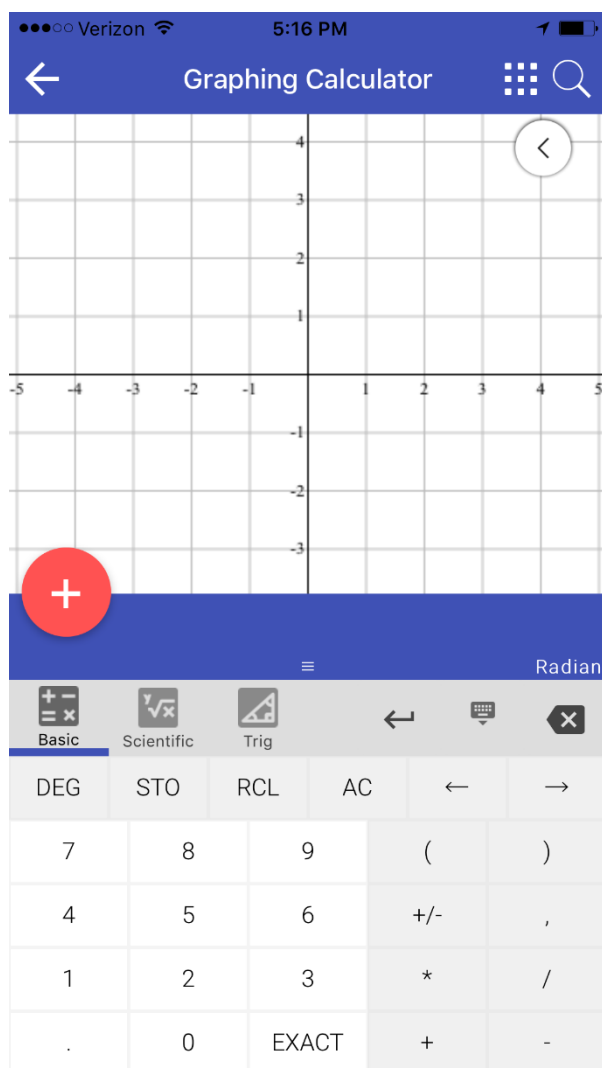 Verizon 5:16 PM
Graphing Calculator
4
3
2
1
-5 -4 -3 -2 -1 1 2 3 4 5
-1
-2
-3
Radian
Basic Scientific Trig
DEG STO RCL AC ← →
7 8 9 ( )
4 5 6 +/- ,
1 2 3 * /
. 0 EXACT + -